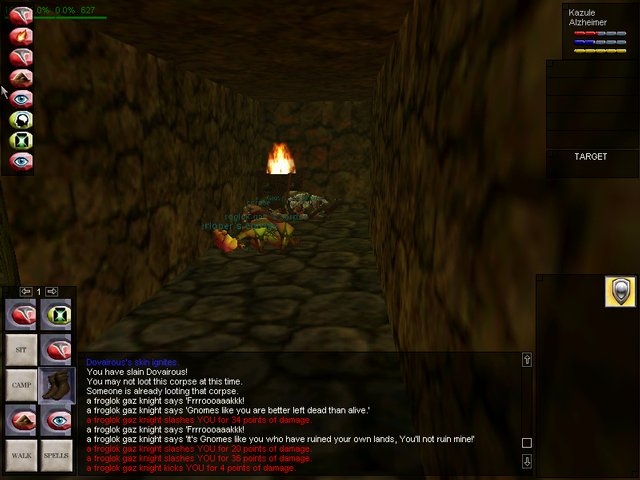 0% 0.0% 627
Kazule
Alzheimer
TARGET
1
SIT
CAMP
WALK
SPELLS
Dovairous's skin ignites.
You have slain Dovairous!
You may not loot this corpse at this time.
Someone is already looting that corpse.
a froglok gaz knight says 'Frrroooaaakkk!
a froglok gaz knight says 'Gnomes like you are better left dead than alive.'
a froglok gaz knight slashes YOU for 34 points of damage.
a froglok gaz knight says 'Frrroooaaakkk!
a froglok gaz knight says 'It's Gnomes like you who have ruined your own lands, You'll not ruin mine!'
a froglok gaz knight slashes YOU for 20 points of damage.
a froglok gaz knight slashes YOU for 36 points of damage.
a froglok gaz knight kicks YOU for 4 points of damage.